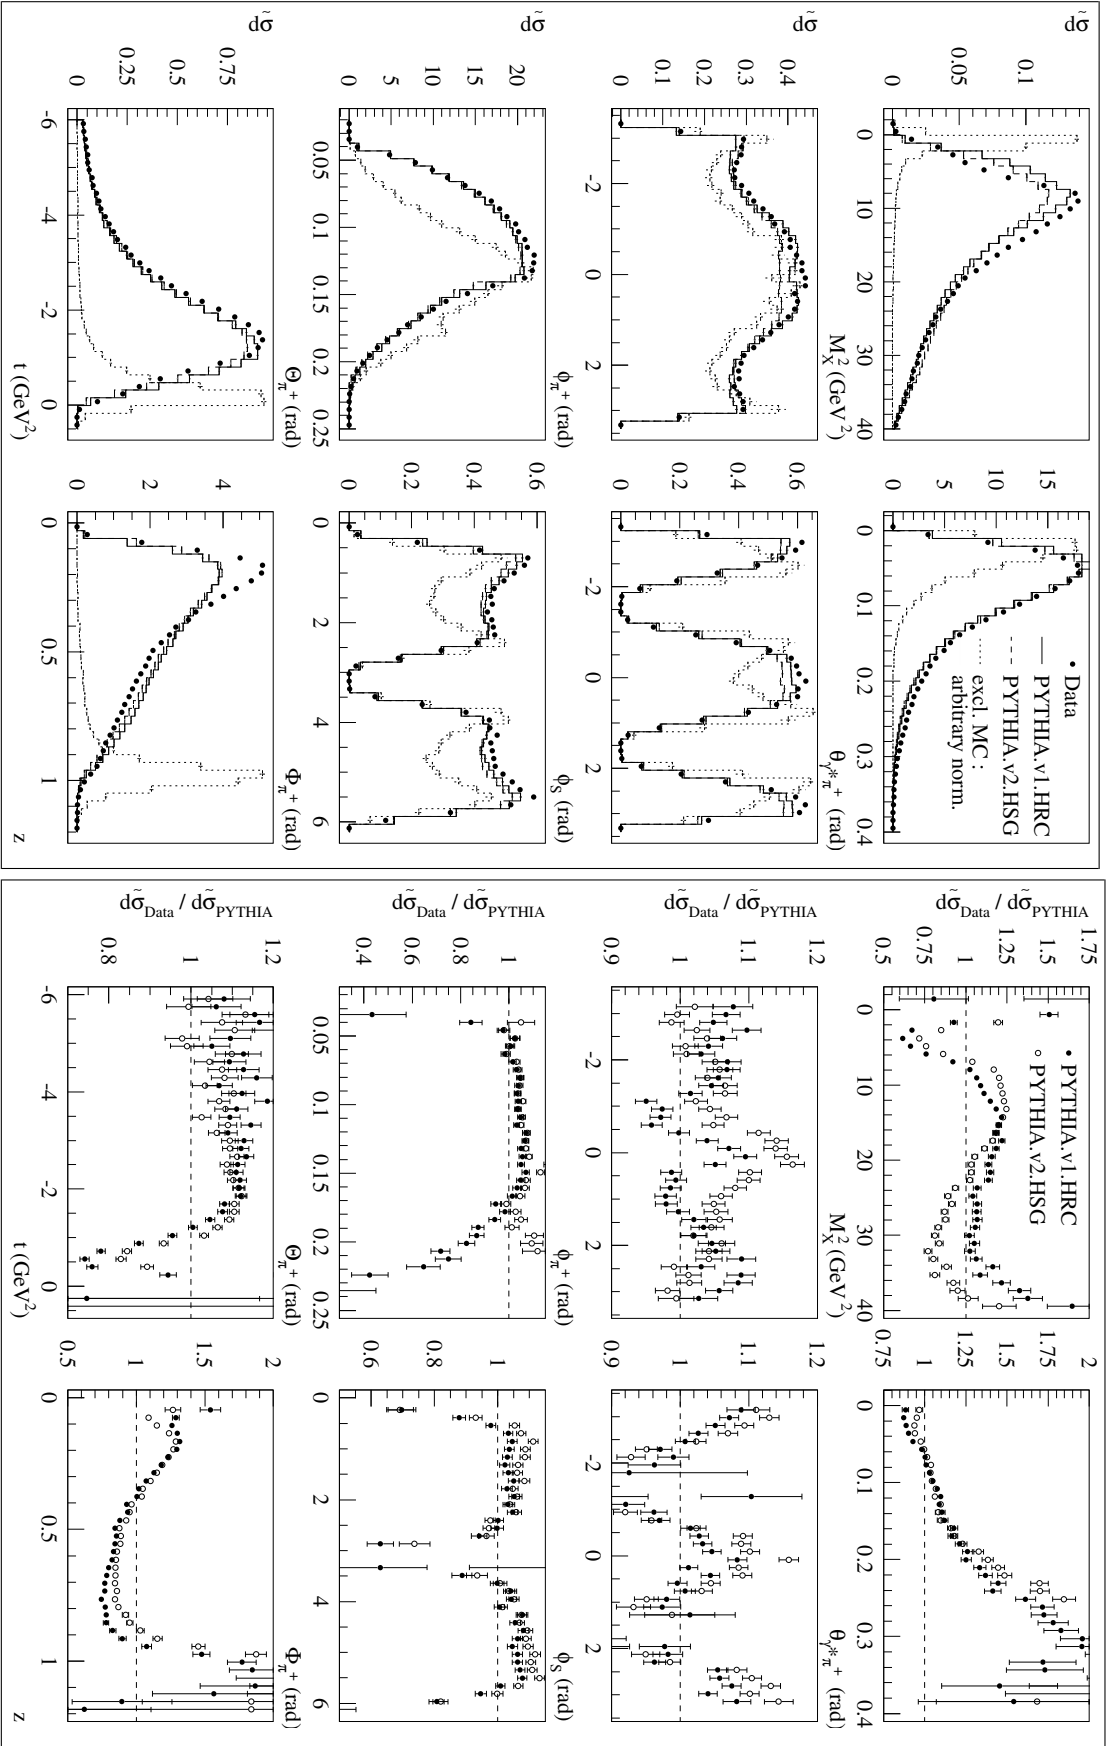 dσ̃
0.1
0.05
0
0 10 20 30 40
M_X^2 (GeV^2)
15
10
5
0
Data
PYTHIA.v1.HRC
PYTHIA.v2.HSG
excl. MC :
arbitrary norm.
0 0.1 0.2 0.3 0.4
θ_γ*π+ (rad)
dσ̃
0.4
0.3
0.2
0.1
0
-2 0 2
ϕ_π+ (rad)
0.6
0.4
0.2
0
-2 0 2
ϕ_S (rad)
dσ̃
20
15
10
5
0
0.05 0.1 0.15 0.2 0.25
Θ_π+ (rad)
0.6
0.4
0.2
0
0 2 4 6
Φ_π+ (rad)
dσ̃
0.75
0.5
0.25
0
-6 -4 -2 0
t (GeV^2)
4
2
0
0 0.5 1
z
dσ̃_Data / dσ̃_PYTHIA
1.75
1.5
1.25
1
0.75
0.5
PYTHIA.v1.HRC
PYTHIA.v2.HSG
0 10 20 30 40
M_X^2 (GeV^2)
2
1.75
1.5
1.25
1
0.75
0 0.1 0.2 0.3 0.4
θ_γ*π+ (rad)
dσ̃_Data / dσ̃_PYTHIA
1.2
1.1
1
0.9
-2 0 2
ϕ_π+ (rad)
1.2
1.1
1
0.9
-2 0 2
ϕ_S (rad)
dσ̃_Data / dσ̃_PYTHIA
1
0.8
0.6
0.4
0.05 0.1 0.15 0.2 0.25
Θ_π+ (rad)
1
0.8
0.6
0 2 4 6
Φ_π+ (rad)
dσ̃_Data / dσ̃_PYTHIA
1.2
1
0.8
-6 -4 -2 0
t (GeV^2)
2
1.5
1
0.5
0 0.5 1
z